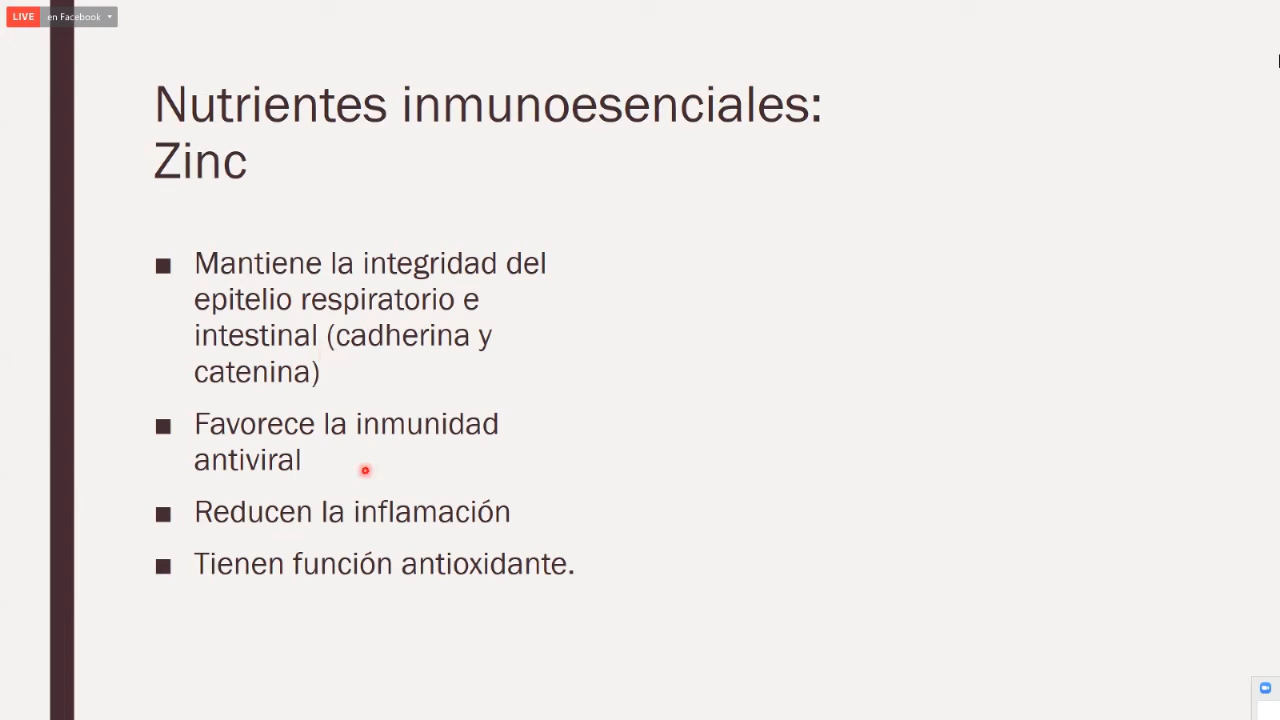 LIVE en Facebook
Nutrientes inmunoesenciales:
Zinc
Mantiene la integridad del
epitelio respiratorio e
intestinal (cadherina y
catenina)
Favorece la inmunidad
antiviral
Reducen la inflamación
Tienen función antioxidante.